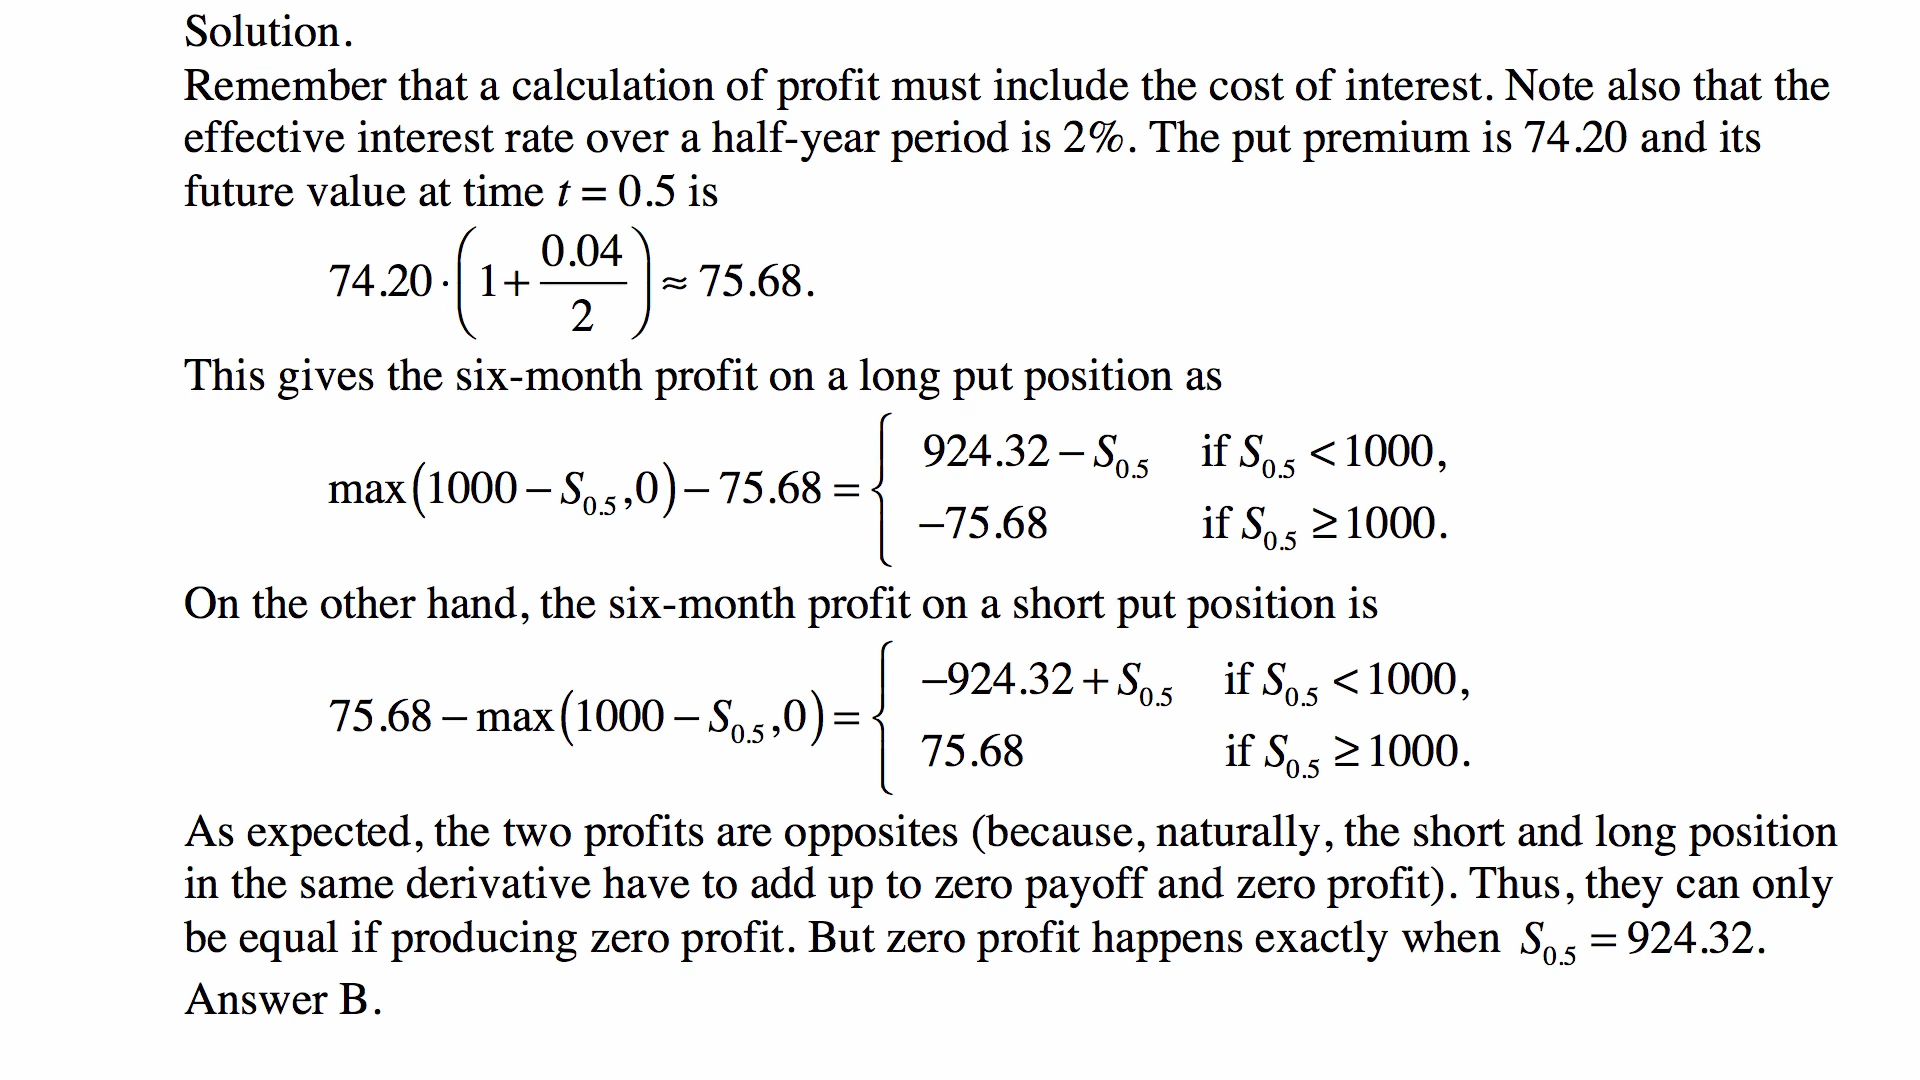 Solution.
Remember that a calculation of profit must include the cost of interest. Note also that the
effective interest rate over a half-year period is 2%. The put premium is 74.20 and its
future value at time t = 0.5 is
74.20·(1+0.04/2)≈75.68.
This gives the six-month profit on a long put position as
max(1000–S₀.₅,0)–75.68 = { 924.32–S₀.₅ if S₀.₅ <1000,
–75.68 if S₀.₅ ≥1000.
On the other hand, the six-month profit on a short put position is
75.68–max(1000–S₀.₅,0) = { –924.32+S₀.₅ if S₀.₅ <1000,
75.68 if S₀.₅ ≥1000.
As expected, the two profits are opposites (because, naturally, the short and long position
in the same derivative have to add up to zero payoff and zero profit). Thus, they can only
be equal if producing zero profit. But zero profit happens exactly when S₀.₅ = 924.32.
Answer B.